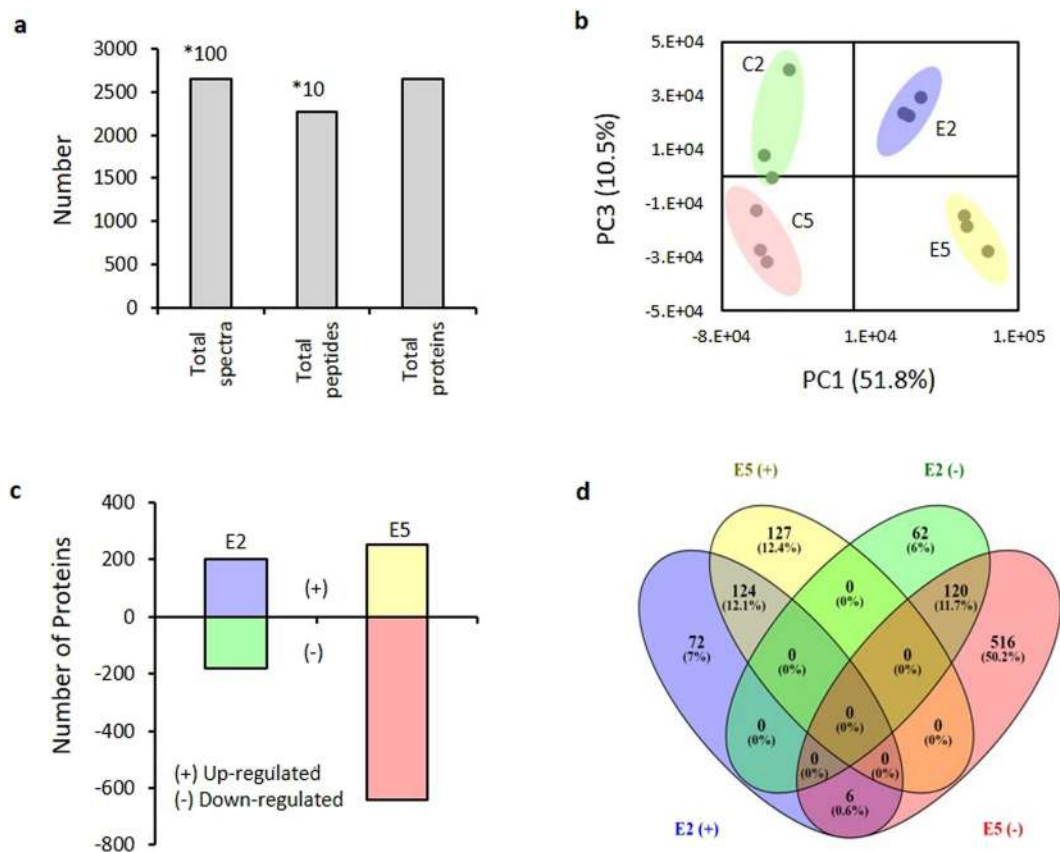 a
3000
2500
2000
1500
1000
500
0
Number
*100
*10
Total spectra
Total peptides
Total proteins
b
5.E+04
3.E+04
1.E+04
-1.E+04
-3.E+04
-5.E+04
PC3 (10.5%)
C2
E2
C5
E5
-8.E+04
1.E+04
1.E+05
PC1 (51.8%)
c
400
200
0
-200
-400
-600
-800
Number of Proteins
E2
E5
(+)
(-)
(+) Up-regulated
(-) Down-regulated
d
E5 (+)
E2 (-)
127
(12.4%)
62
(6%)
124
(12.1%)
0
(0%)
120
(11.7%)
72
(7%)
0
(0%)
0
(0%)
516
(50.2%)
0
(0%)
0
(0%)
0
(0%)
0
(0%)
0
(0%)
6
(0.6%)
E2 (+)
E5 (-)